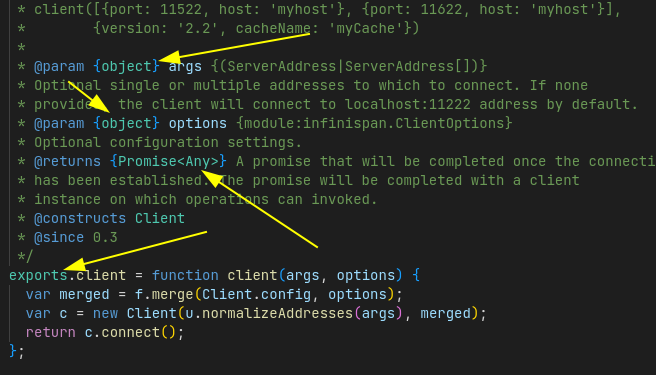 * client([{port: 11522, host: 'myhost'}, {port: 11622, host: 'myhost'}],
* {version: '2.2', cacheName: 'myCache'})
*
* @param {object} args {(ServerAddress|ServerAddress[])}
* Optional single or multiple addresses to which to connect. If none
* provide the client will connect to localhost:11222 address by default.
* @param {object} options {module:infinispan.ClientOptions}
* Optional configuration settings.
* @returns {Promise<Any>} A promise that will be completed once the connecti
* has been established. The promise will be completed with a client
* instance on which operations can invoked.
* @constructs Client
* @since 0.3
*/
exports.client = function client(args, options) {
var merged = f.merge(Client.config, options);
var c = new Client(u.normalizeAddresses(args), merged);
return c.connect();
};